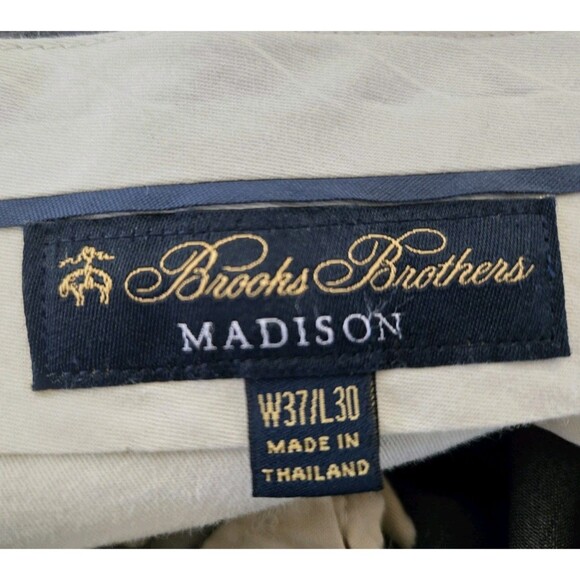 Brooks Brothers
MADISON
W37/L30
MADE IN
THAILAND